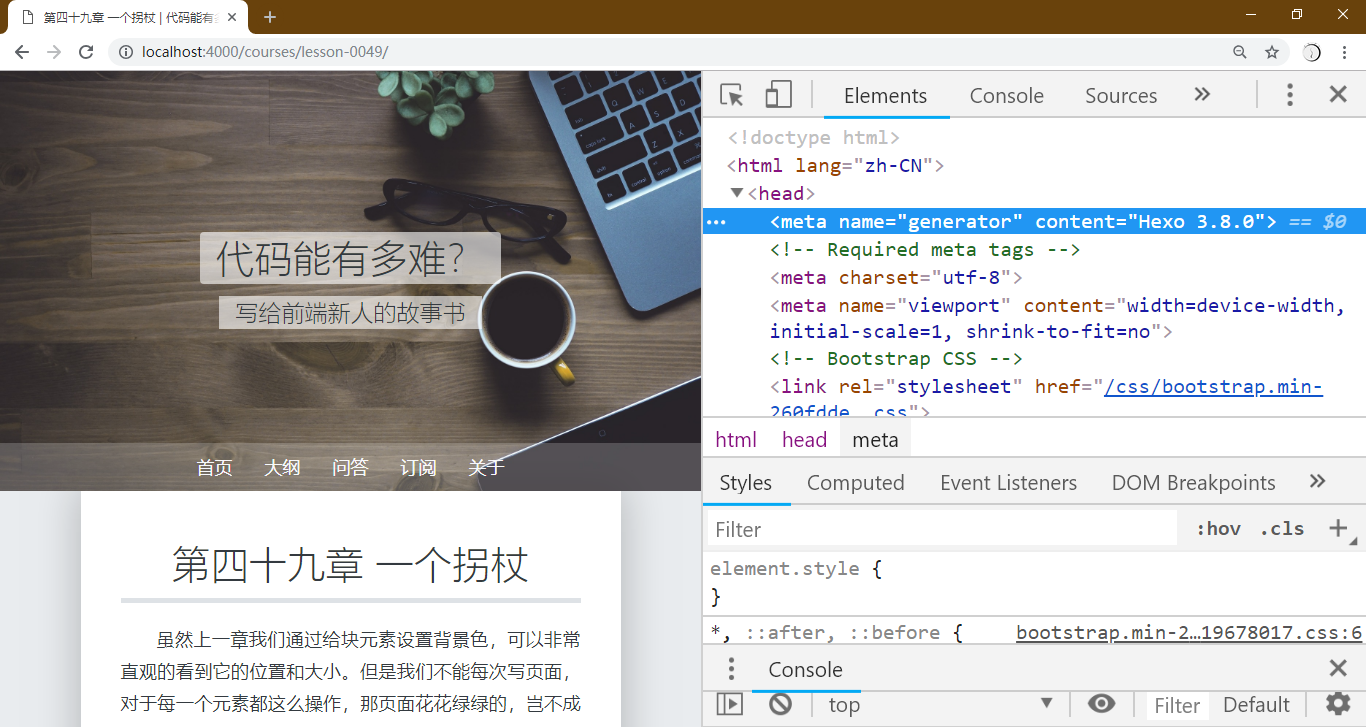 第四十九章 一个拐杖 | 代码能有
localhost:4000/courses/lesson-0049/
代码能有多难？
写给前端新人的故事书
首页 大纲 问答 订阅 关于
第四十九章 一个拐杖
虽然上一章我们通过给块元素设置背景色，可以非常
直观的看到它的位置和大小。但是我们不能每次写页面，
对于每一个元素都这么操作，那页面花花绿绿的，岂不成
Elements Console Sources
<!doctype html>
<html lang="zh-CN">
<head>
<meta name="generator" content="Hexo 3.8.0"> == $0
<!-- Required meta tags -->
<meta charset="utf-8">
<meta name="viewport" content="width=device-width,
initial-scale=1, shrink-to-fit=no">
<!-- Bootstrap CSS -->
<link rel="stylesheet" href="/css/bootstrap.min-
260fdde….css">
html head meta
Styles Computed Event Listeners DOM Breakpoints
Filter :hov .cls
element.style {
}
*, ::after, ::before { bootstrap.min-2…19678017.css:6
Console
top Filter Default